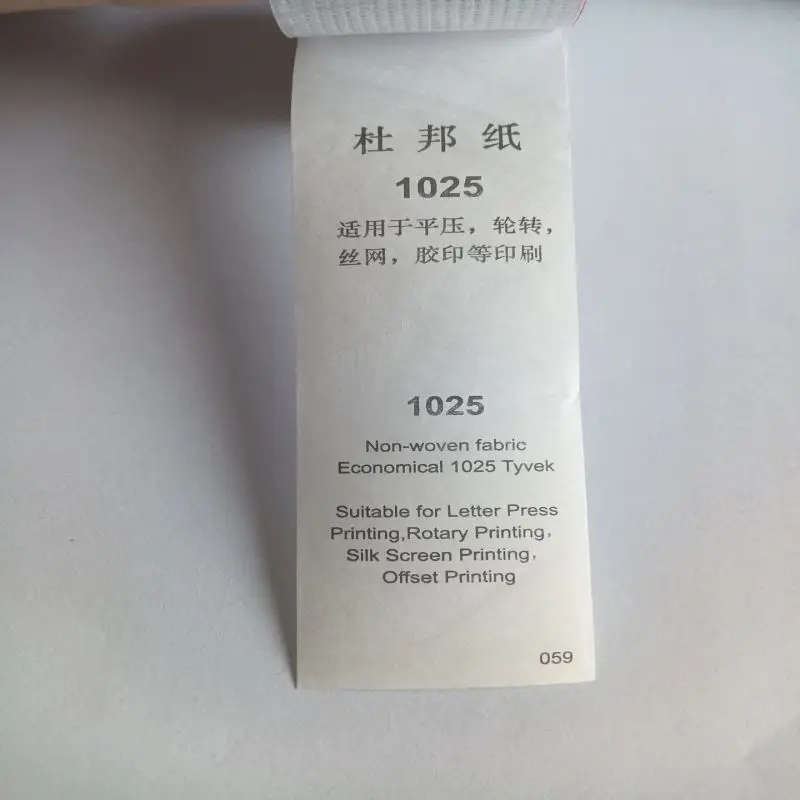 杜邦纸
1025
适用于平压，轮转，
丝网，胶印等印刷
1025
Non-woven fabric
Economical 1025 Tyvek
Suitable for Letter Press
Printing,Rotary Printing，
Silk Screen Printing，
Offset Printing
059